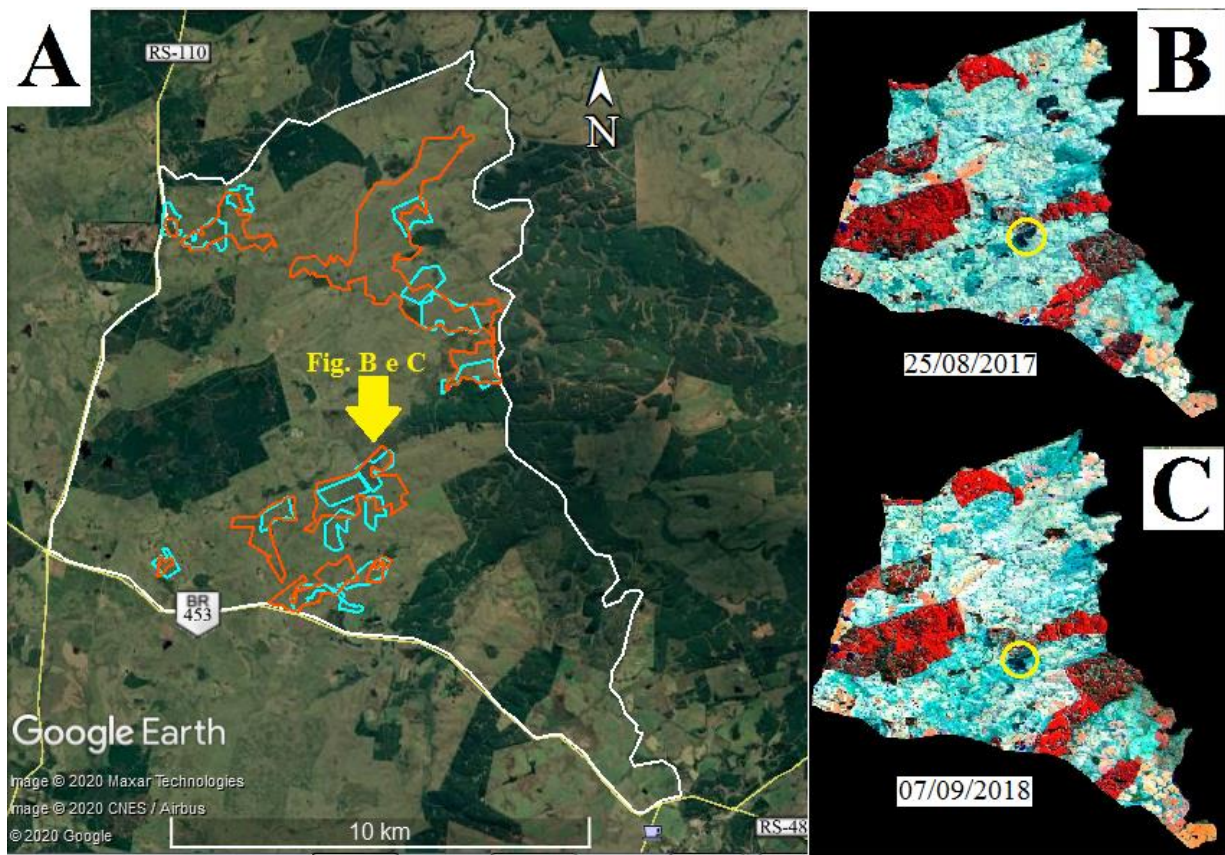 A
RS-110
N
Fig. B e C
BR
453
Google Earth
Image © 2020 Maxar Technologies
Image © 2020 CNES / Airbus
© 2020 Google
10 km
RS-48
B
25/08/2017
C
07/09/2018